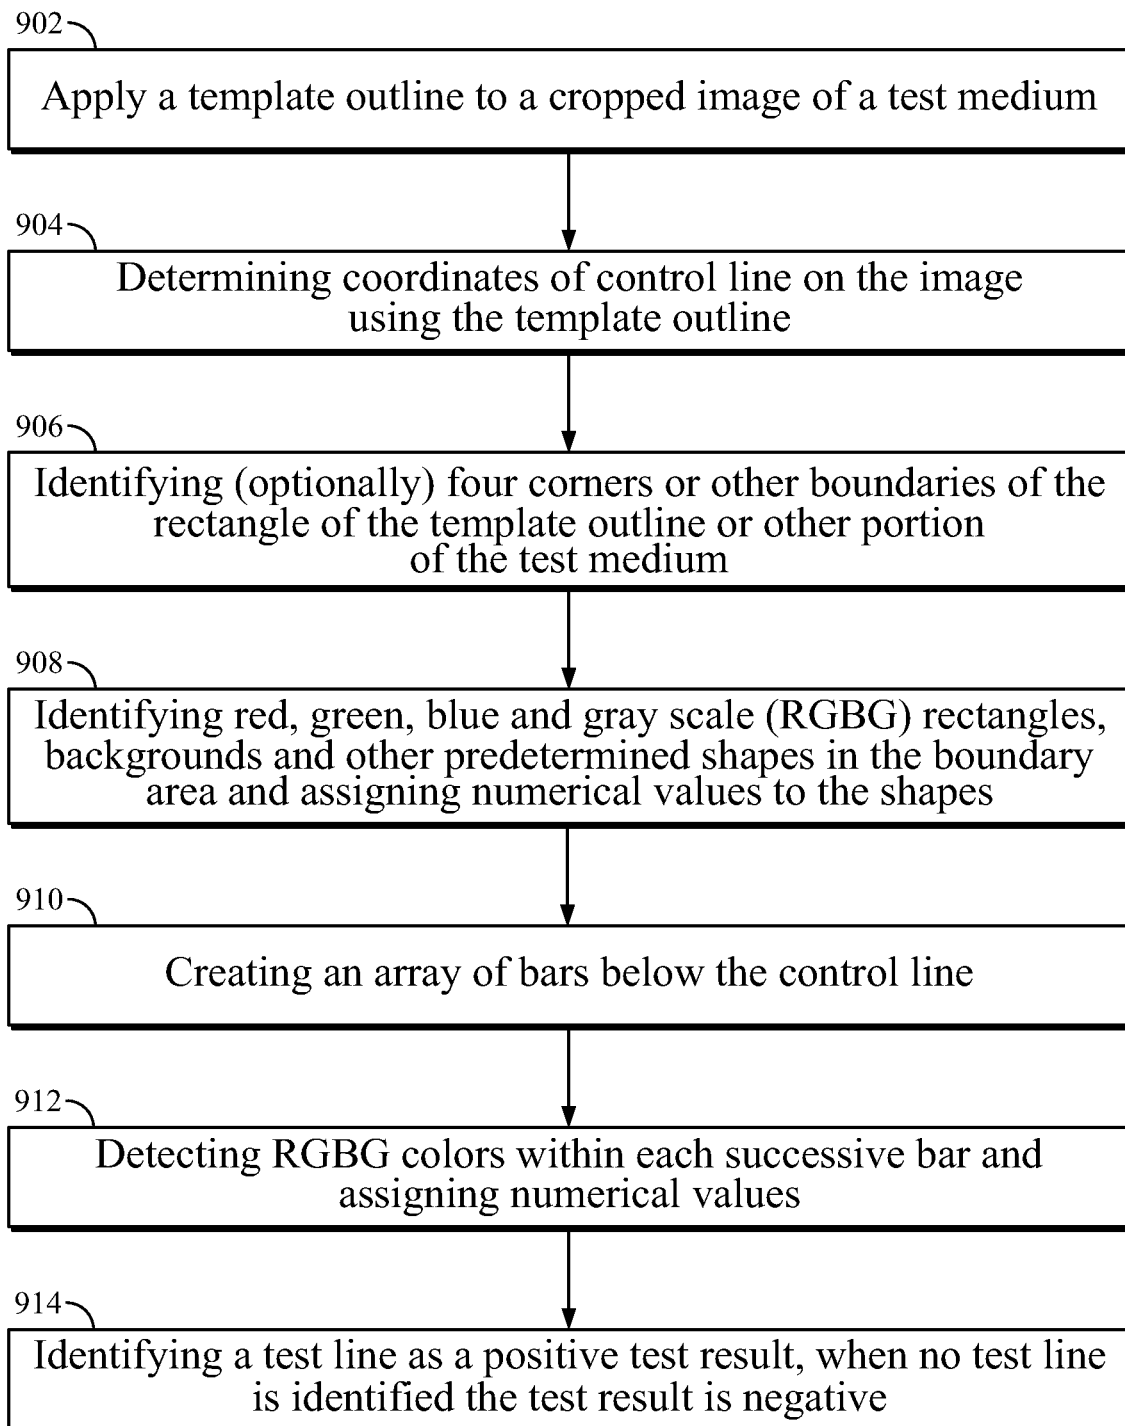 902
Apply a template outline to a cropped image of a test medium
904
Determining coordinates of control line on the image
using the template outline
906
Identifying (optionally) four corners or other boundaries of the
rectangle of the template outline or other portion
of the test medium
908
Identifying red, green, blue and gray scale (RGBG) rectangles,
backgrounds and other predetermined shapes in the boundary
area and assigning numerical values to the shapes
910
Creating an array of bars below the control line
912
Detecting RGBG colors within each successive bar and
assigning numerical values
914
Identifying a test line as a positive test result, when no test line
is identified the test result is negative